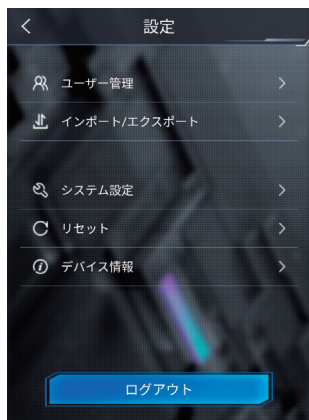 設定
ユーザー管理
インポート/エクスポート
システム設定
リセット
デバイス情報
ログアウト